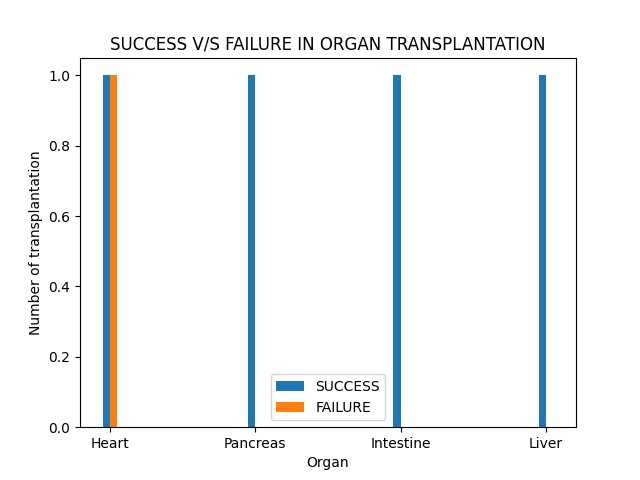 SUCCESS V/S FAILURE IN ORGAN TRANSPLANTATION
Number of transplantation
1.0
0.8
0.6
0.4
0.2
0.0
SUCCESS
FAILURE
Heart Pancreas Intestine Liver
Organ